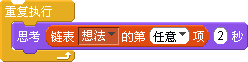 重复执行
思考 链表 想法 的第 任意 项 2 秒